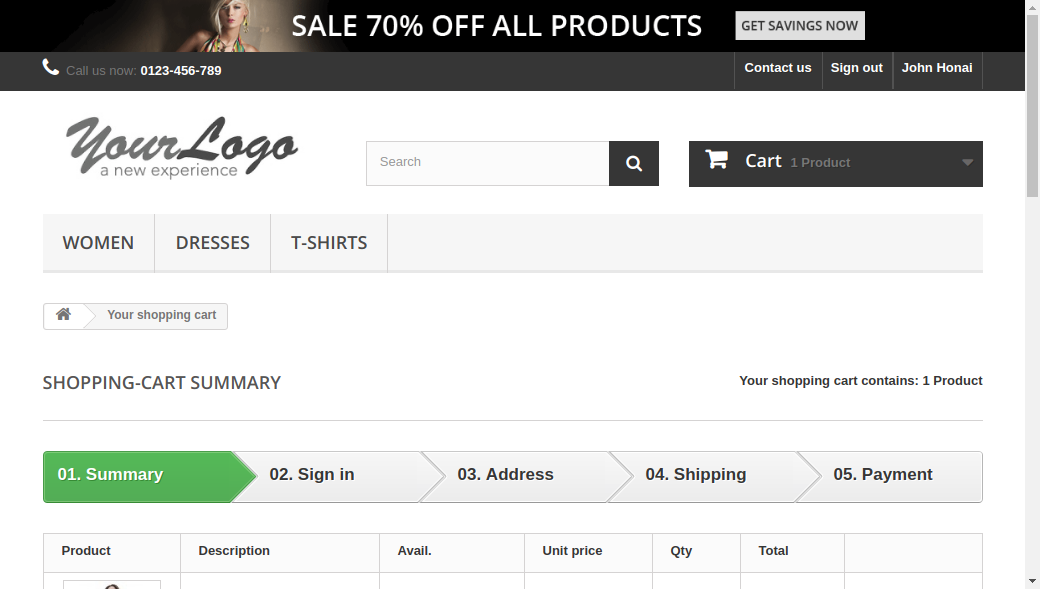 SALE 70% OFF ALL PRODUCTS GET SAVINGS NOW
Call us now: 0123-456-789 Contact us Sign out John Honai
YourLogo
a new experience
Search
Cart 1 Product
WOMEN DRESSES T-SHIRTS
Your shopping cart
SHOPPING-CART SUMMARY Your shopping cart contains: 1 Product
01. Summary 02. Sign in 03. Address 04. Shipping 05. Payment
Product Description Avail. Unit price Qty Total